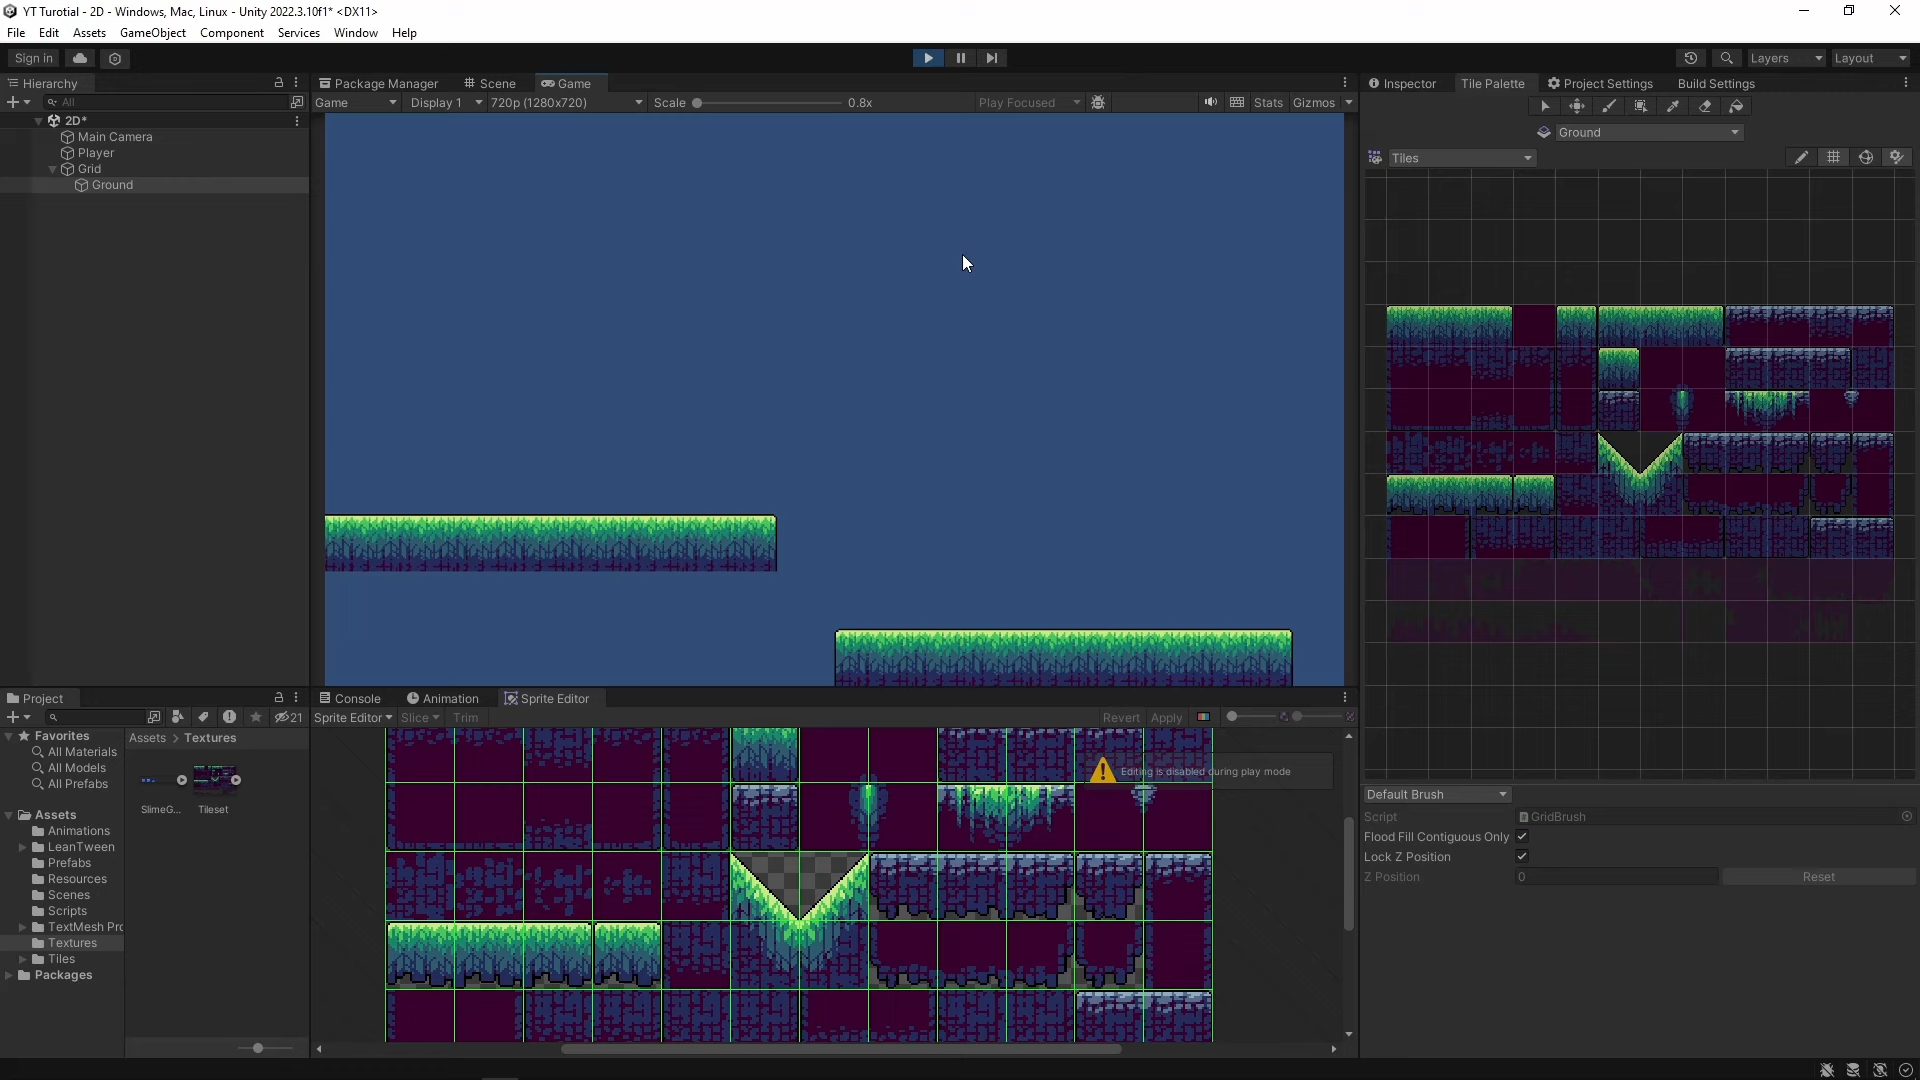 YT Turotial - 2D - Windows, Mac, Linux - Unity 2022.3.10f1* <DX11>
File Edit Assets GameObject Component Services Window Help
Sign in
Layers
Layout
Hierarchy
Package Manager
Scene
Game
Inspector
Tile Palette
Project Settings
Build Settings
All
Game
Display 1
720p (1280x720)
Scale
0.8x
Play Focused
Stats
Gizmos
2D*
Main Camera
Player
Grid
Ground
Ground
Tiles
Project
Console
Animation
Sprite Editor
21
Sprite Editor
Slice
Trim
Revert
Apply
Favorites
All Materials
All Models
All Prefabs
Assets
Animations
LeanTween
Prefabs
Resources
Scenes
Scripts
TextMesh Pro
Textures
Tiles
Packages
Assets > Textures
SlimeG...
Tileset
Editing is disabled during play mode
Default Brush
Script
GridBrush
Flood Fill Contiguous Only
Lock Z Position
Z Position
0
Reset